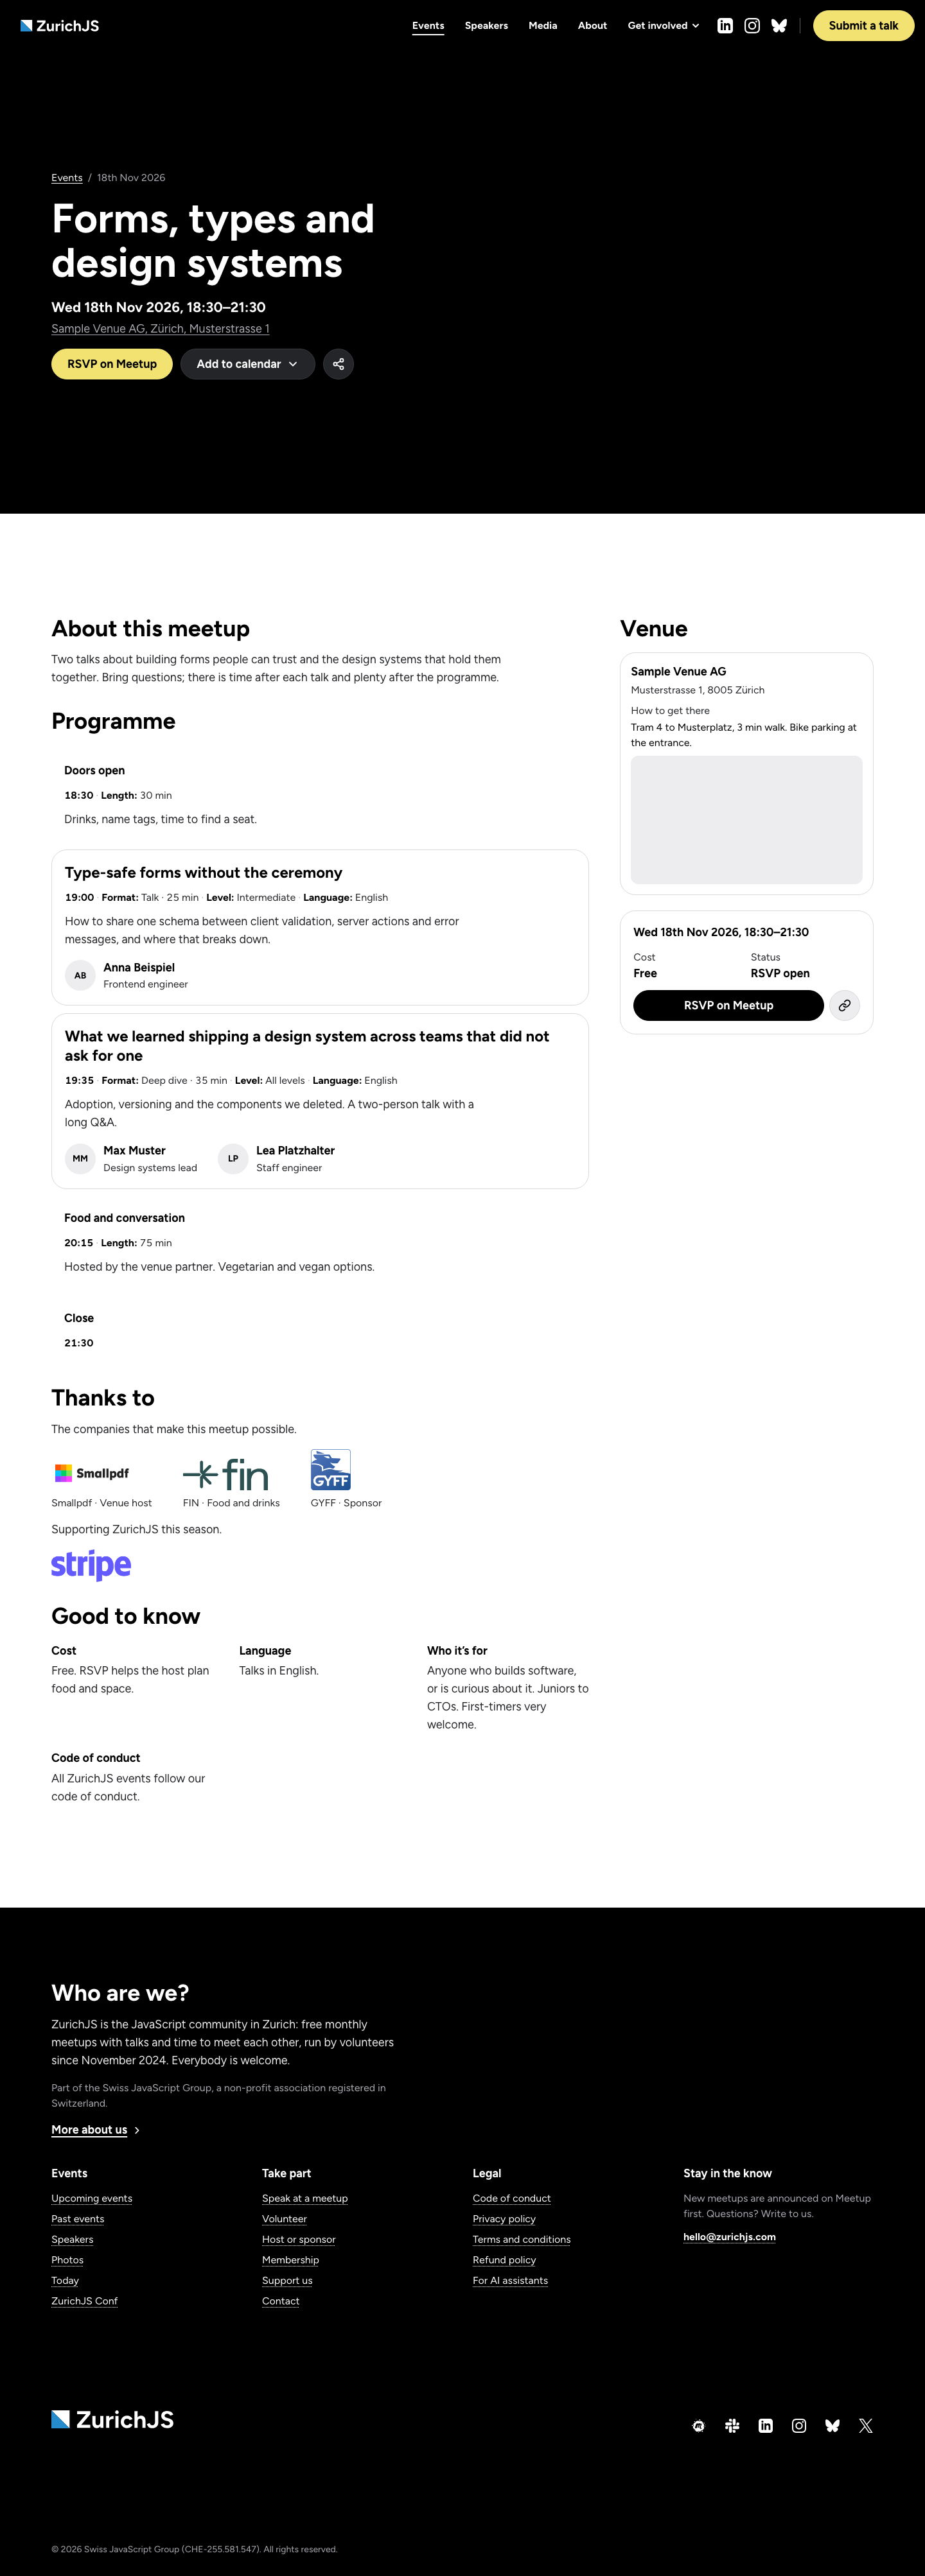 ZurichJS
Events
Speakers
Media
About
Get involved
Submit a talk
Events / 18th Nov 2026
Forms, types and
design systems
Wed 18th Nov 2026, 18:30–21:30
Sample Venue AG, Zürich, Musterstrasse 1
RSVP on Meetup
Add to calendar
About this meetup
Two talks about building forms people can trust and the design systems that hold them
together. Bring questions; there is time after each talk and plenty after the programme.
Programme
Doors open
18:30 · Length: 30 min
Drinks, name tags, time to find a seat.
Type-safe forms without the ceremony
19:00 · Format: Talk · 25 min · Level: Intermediate · Language: English
How to share one schema between client validation, server actions and error
messages, and where that breaks down.
AB
Anna Beispiel
Frontend engineer
What we learned shipping a design system across teams that did not
ask for one
19:35 · Format: Deep dive · 35 min · Level: All levels · Language: English
Adoption, versioning and the components we deleted. A two-person talk with a
long Q&A.
MM
Max Muster
Design systems lead
LP
Lea Platzhalter
Staff engineer
Food and conversation
20:15 · Length: 75 min
Hosted by the venue partner. Vegetarian and vegan options.
Close
21:30
Thanks to
The companies that make this meetup possible.
Smallpdf
fin
GYFF
Smallpdf · Venue host
FIN · Food and drinks
GYFF · Sponsor
Supporting ZurichJS this season.
stripe
Good to know
Cost
Free. RSVP helps the host plan
food and space.
Language
Talks in English.
Who it's for
Anyone who builds software,
or is curious about it. Juniors to
CTOs. First-timers very
welcome.
Code of conduct
All ZurichJS events follow our
code of conduct.
Venue
Sample Venue AG
Musterstrasse 1, 8005 Zürich
How to get there
Tram 4 to Musterplatz, 3 min walk. Bike parking at
the entrance.
Wed 18th Nov 2026, 18:30–21:30
Cost
Free
Status
RSVP open
RSVP on Meetup
Who are we?
ZurichJS is the JavaScript community in Zurich: free monthly
meetups with talks and time to meet each other, run by volunteers
since November 2024. Everybody is welcome.
Part of the Swiss JavaScript Group, a non-profit association registered in
Switzerland.
More about us
Events
Upcoming events
Past events
Speakers
Photos
Today
ZurichJS Conf
Take part
Speak at a meetup
Volunteer
Host or sponsor
Membership
Support us
Contact
Legal
Code of conduct
Privacy policy
Terms and conditions
Refund policy
For AI assistants
Stay in the know
New meetups are announced on Meetup
first. Questions? Write to us.
hello@zurichjs.com
ZurichJS
© 2026 Swiss JavaScript Group (CHE-255.581.547). All rights reserved.